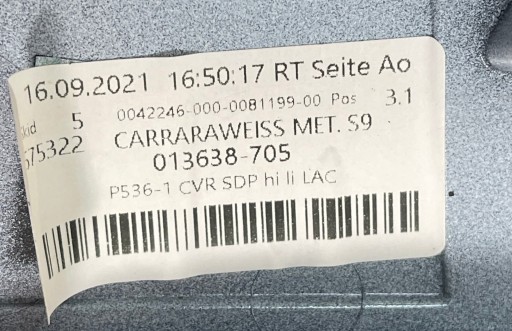 16.09.2021 16:50:17 RT Seite Ao
5 0042246-000-0081199-00 Pos 3.1
75322 CARRARAWEISS MET. S9
013638-705
P536-1 CVR SDP hi li LAC